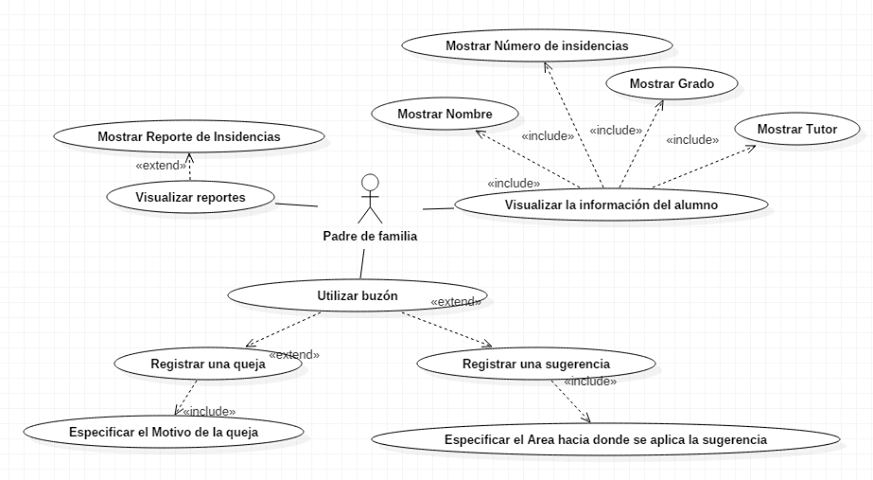 Mostrar Número de insidencias
Mostrar Grado
Mostrar Nombre
Mostrar Tutor
Mostrar Reporte de Insidencias
«include»
«include»
«include»
«extend»
«include»
Visualizar reportes
Visualizar la información del alumno
Padre de familia
Utilizar buzón
«extend»
«extend»
Registrar una queja
Registrar una sugerencia
«include»
«include»
Especificar el Motivo de la queja
Especificar el Area hacia donde se aplica la sugerencia